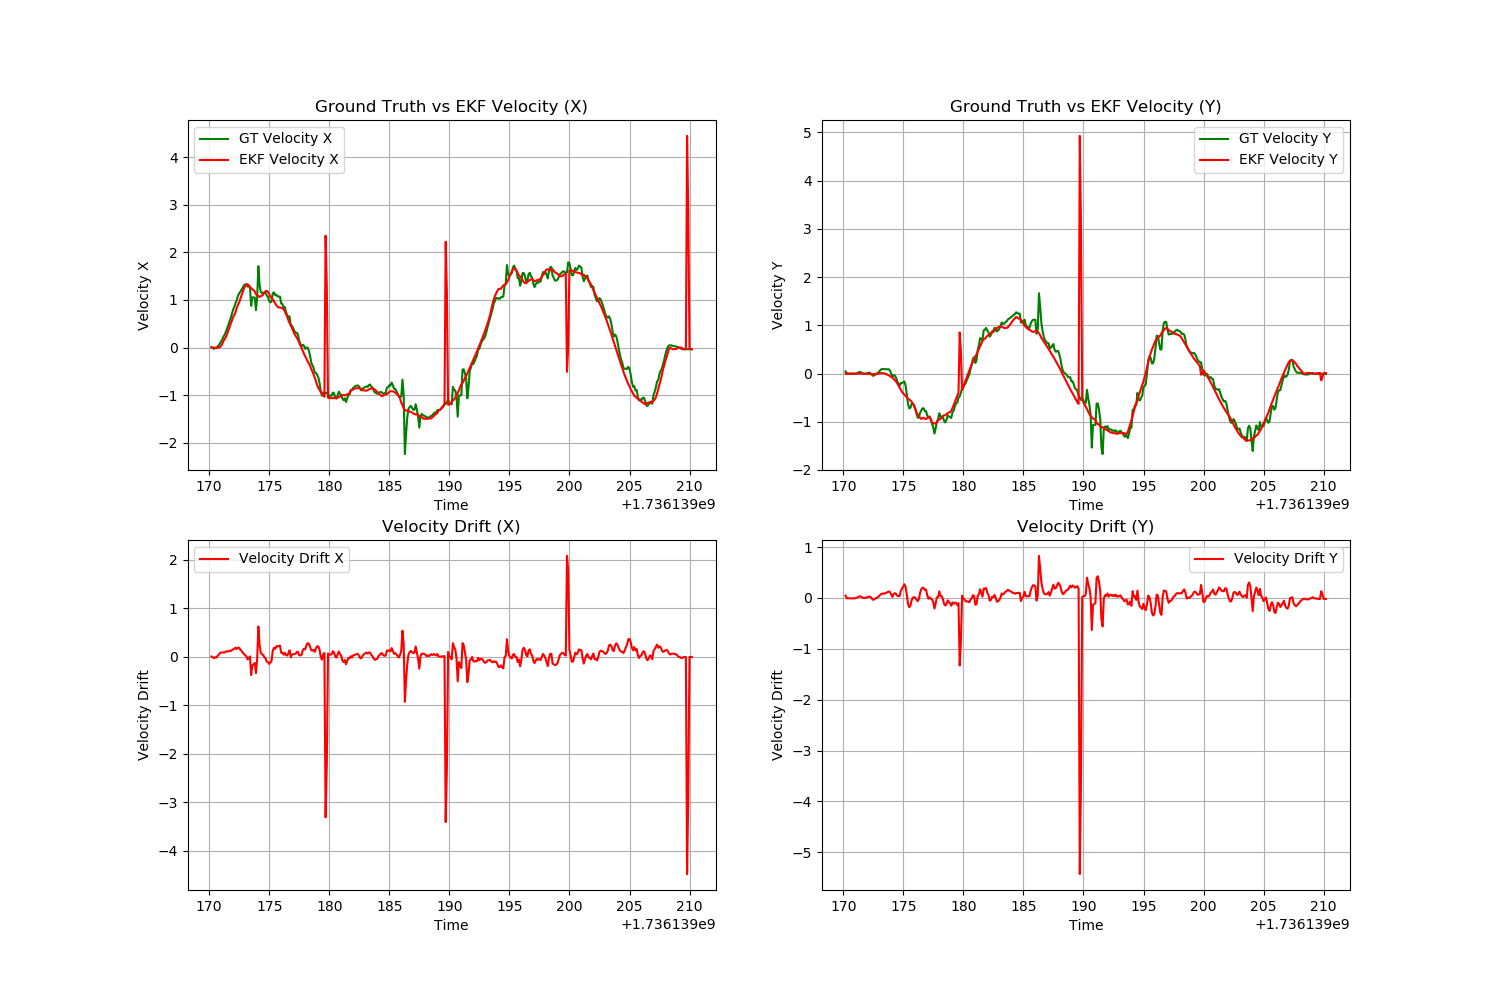 Ground Truth vs EKF Velocity (X)
GT Velocity X
EKF Velocity X
Velocity X
4
3
2
1
0
−1
−2
170 175 180 185 190 195 200 205 210
Time
+1.736139e9
Ground Truth vs EKF Velocity (Y)
GT Velocity Y
EKF Velocity Y
Velocity Y
5
4
3
2
1
0
−1
−2
170 175 180 185 190 195 200 205 210
Time
+1.736139e9
Velocity Drift (X)
Velocity Drift X
Velocity Drift
2
1
0
−1
−2
−3
−4
170 175 180 185 190 195 200 205 210
Time
+1.736139e9
Velocity Drift (Y)
Velocity Drift Y
Velocity Drift
1
0
−1
−2
−3
−4
−5
170 175 180 185 190 195 200 205 210
Time
+1.736139e9